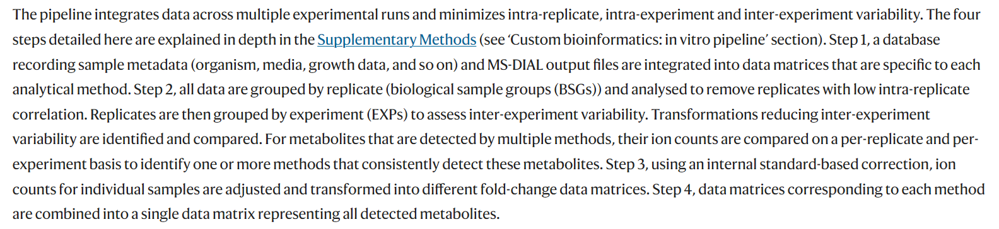 The pipeline integrates data across multiple experimental runs and minimizes intra-replicate, intra-experiment and inter-experiment variability. The four
steps detailed here are explained in depth in the Supplementary Methods (see ‘Custom bioinformatics: in vitro pipeline’ section). Step 1, a database
recording sample metadata (organism, media, growth data, and so on) and MS-DIAL output files are integrated into data matrices that are specific to each
analytical method. Step 2, all data are grouped by replicate (biological sample groups (BSGs)) and analysed to remove replicates with low intra-replicate
correlation. Replicates are then grouped by experiment (EXPs) to assess inter-experiment variability. Transformations reducing inter-experiment
variability are identified and compared. For metabolites that are detected by multiple methods, their ion counts are compared on a per-replicate and per-
experiment basis to identify one or more methods that consistently detect these metabolites. Step 3, using an internal standard-based correction, ion
counts for individual samples are adjusted and transformed into different fold-change data matrices. Step 4, data matrices corresponding to each method
are combined into a single data matrix representing all detected metabolites.